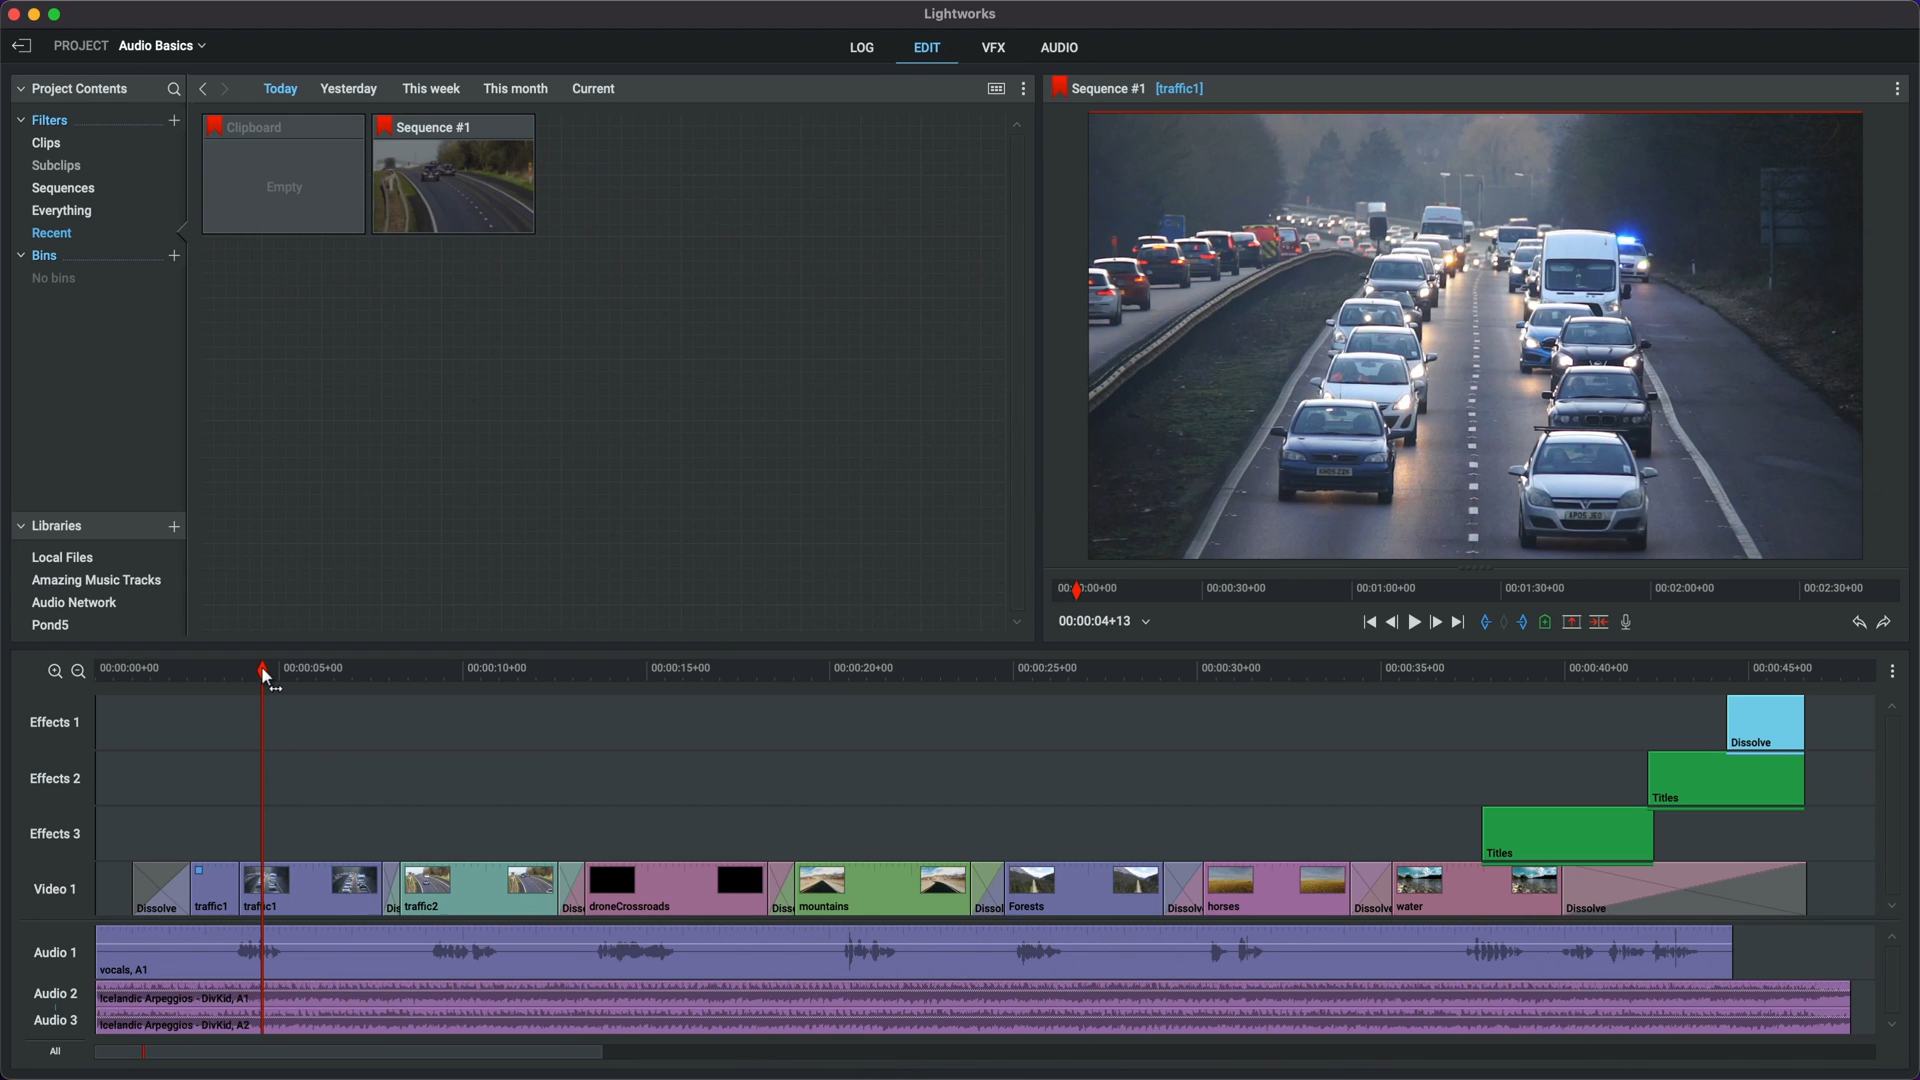 Lightworks
PROJECT Audio Basics
LOG EDIT VFX AUDIO
Project Contents
Today Yesterday This week This month Current
Sequence #1 [traffic1]
Filters
Clips
Subclips
Sequences
Everything
Recent
Bins
No bins
Clipboard
Empty
Sequence #1
Libraries
Local Files
Amazing Music Tracks
Audio Network
Pond5
AP05 JEO
00:00:30+00 00:01:00+00 00:01:30+00 00:02:00+00 00:02:30+00
00:00:04+13
00:00:00+00 00:00:05+00 00:00:10+00 00:00:15+00 00:00:20+00 00:00:25+00 00:00:30+00 00:00:35+00 00:00:40+00 00:00:45+00
Effects 1
Dissolve
Effects 2
Titles
Effects 3
Titles
Video 1
Dissolve traffic1 traffic1 Dis traffic2 Diss droneCrossroads Diss mountains Dissol Forests Dissolv horses Dissolve water Dissolve
Audio 1
vocals, A1
Audio 2
Icelandic Arpeggios - DivKid, A1
Audio 3
Icelandic Arpeggios - DivKid, A2
All